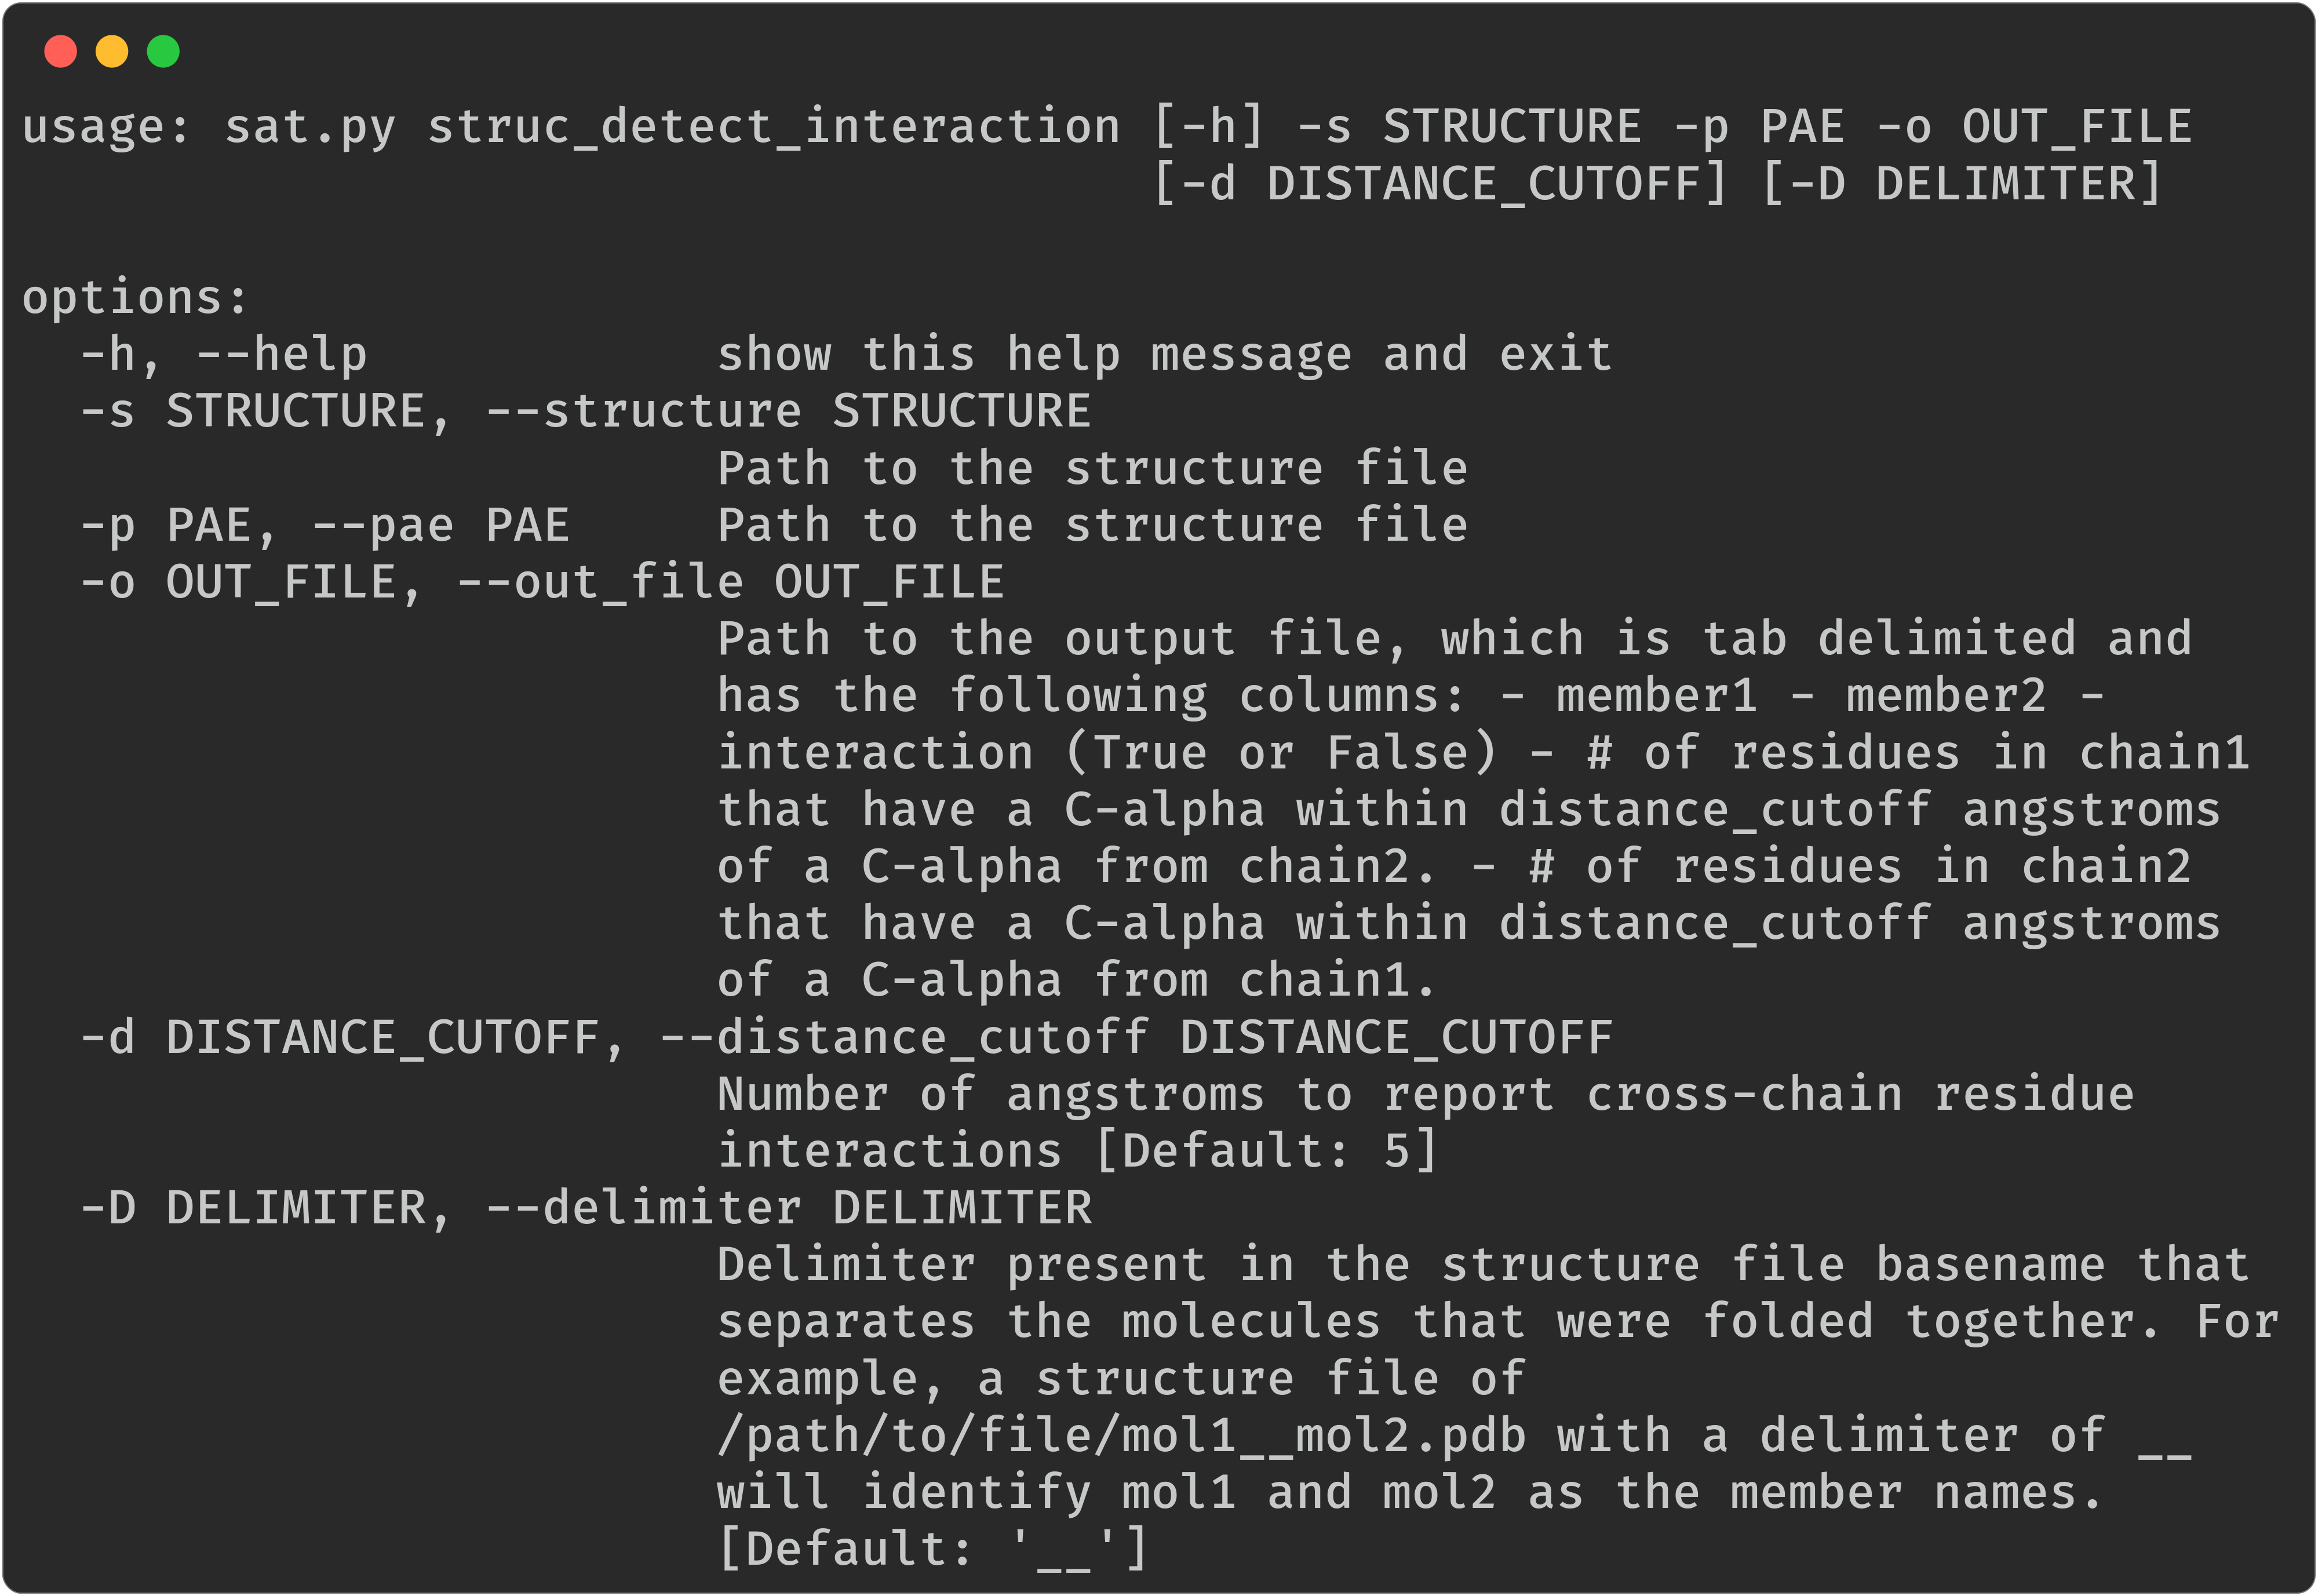 usage: sat.py struc_detect_interaction [-h] -s STRUCTURE -p PAE -o OUT_FILE
[-d DISTANCE_CUTOFF] [-D DELIMITER]
options:
-h, --help show this help message and exit
-s STRUCTURE, --structure STRUCTURE
Path to the structure file
-p PAE, --pae PAE Path to the structure file
-o OUT_FILE, --out_file OUT_FILE
Path to the output file, which is tab delimited and
has the following columns: - member1 - member2 -
interaction (True or False) - # of residues in chain1
that have a C-alpha within distance_cutoff angstroms
of a C-alpha from chain2. - # of residues in chain2
that have a C-alpha within distance_cutoff angstroms
of a C-alpha from chain1.
-d DISTANCE_CUTOFF, --distance_cutoff DISTANCE_CUTOFF
Number of angstroms to report cross-chain residue
interactions [Default: 5]
-D DELIMITER, --delimiter DELIMITER
Delimiter present in the structure file basename that
separates the molecules that were folded together. For
example, a structure file of
/path/to/file/mol1__mol2.pdb with a delimiter of __
will identify mol1 and mol2 as the member names.
[Default: '__']